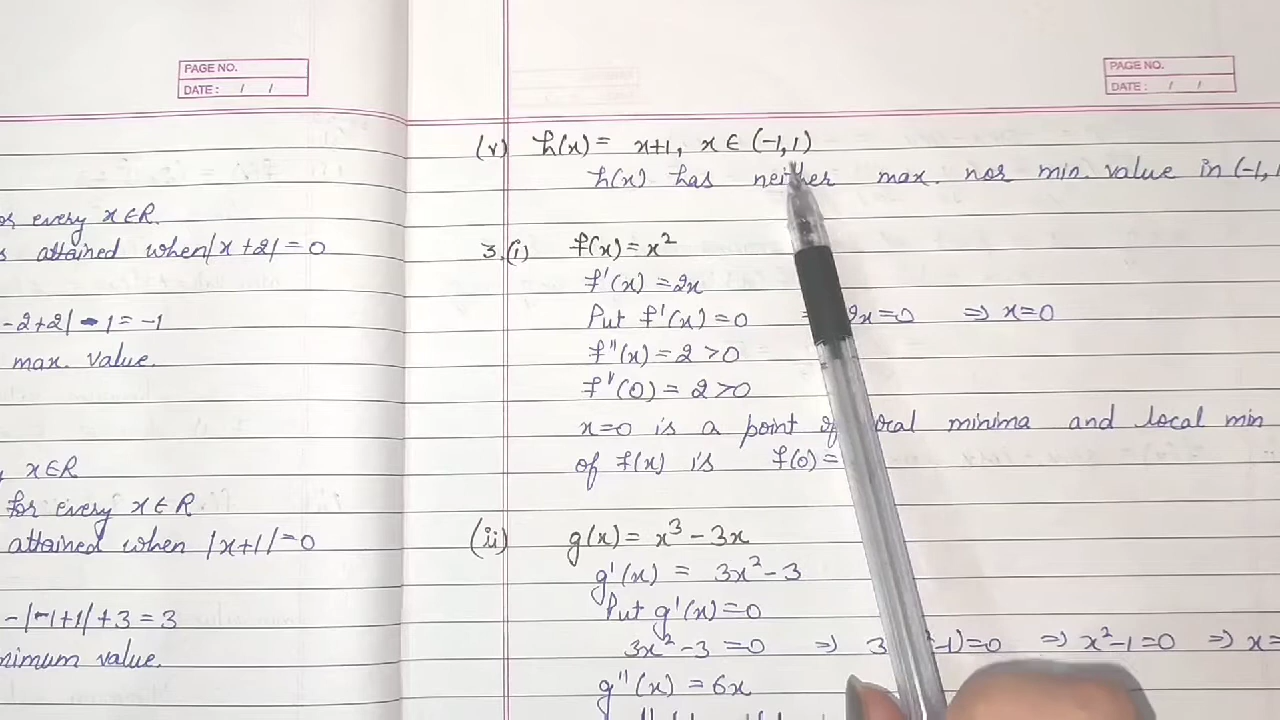 PAGE NO.
DATE: / /
for every x∈R.
attained when |x+2| = 0
-2+2| - 1 = -1
max. value.
x∈R
for every x∈R
attained when |x+1| = 0
-|-1+1| + 3 = 3
value.
PAGE NO.
DATE: / /
(v) h(x) = x+1, x∈(-1,1)
h(x) has neither max. nor min. value in (-1,1
3.(i) f(x) = x²
f'(x) = 2x
Put f'(x) = 0 ⇒ 2x=0 ⇒ x=0
f''(x) = 2 >0
f''(0) = 2 >0
x=0 is a point of local minima and local min
of f(x) is f(0) =
(ii) g(x) = x³ - 3x
g'(x) = 3x² - 3
Put g'(x) = 0
3x² - 3 = 0 ⇒ 3 -1)=0 ⇒ x² - 1 = 0 ⇒ x=
g''(x) = 6x